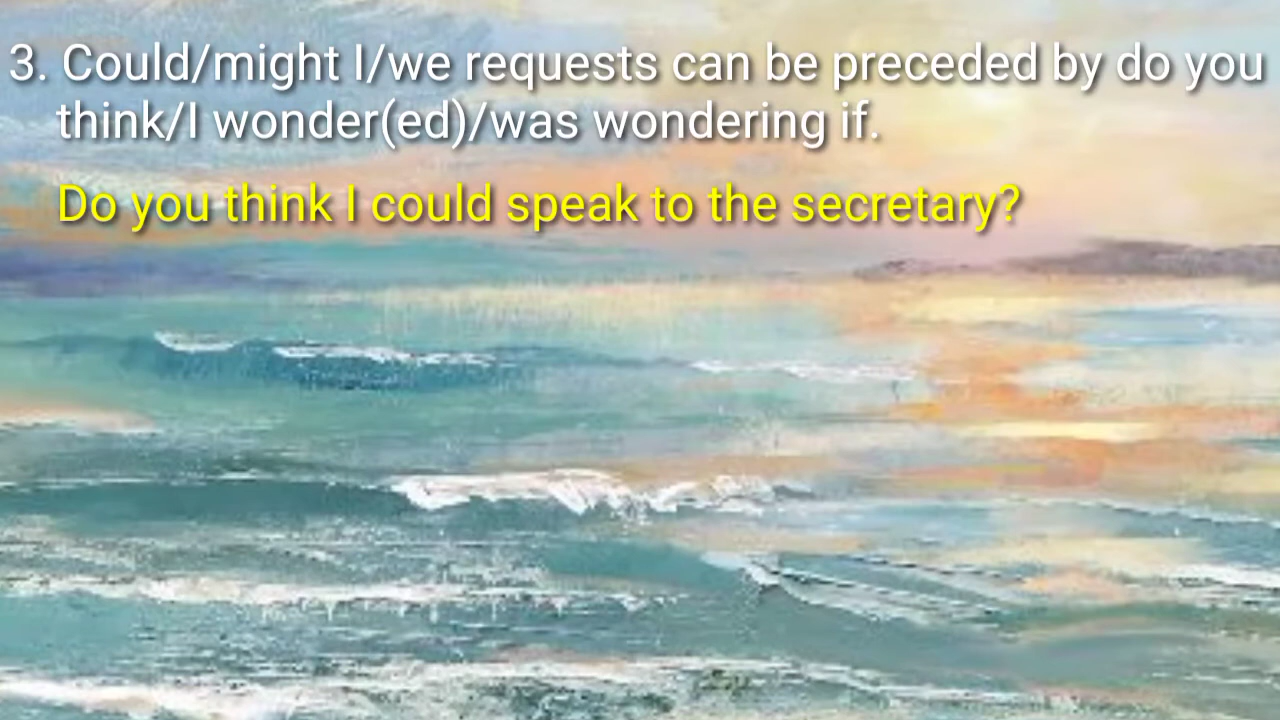 3. Could/might I/we requests can be preceded by do you
think/I wonder(ed)/was wondering if.
Do you think I could speak to the secretary?